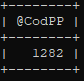 +--------+
| @CodPP |
+--------+
|   1282 |
+--------+